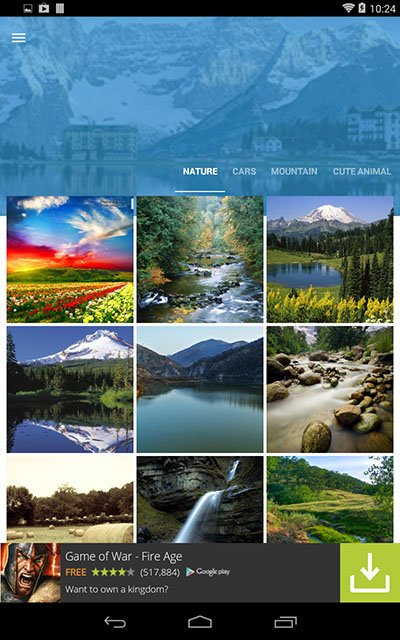 10:24
NATURE CARS MOUNTAIN CUTE ANIMAL
Game of War - Fire Age
FREE (517,884) Google play
Want to own a kingdom?